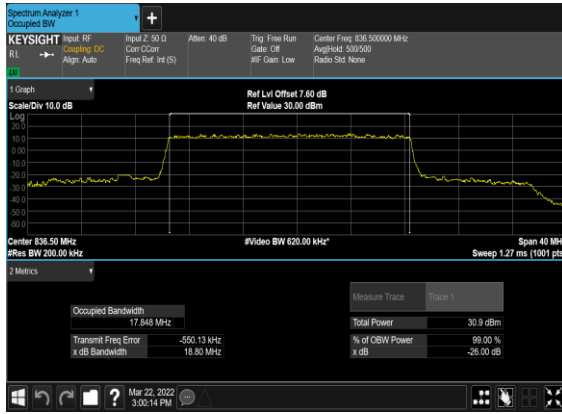 Spectrum Analyzer 1
Occupied BW
KEYSIGHT Input: RF Input Z: 50 Ω Atten: 40 dB Trig: Free Run Center Freq: 836.500000 MHz
RL Coupling: DC Corr CCorr Gate: Off Avg|Hold: 500/500
Align: Auto Freq Ref: Int (S) #IF Gain: Low Radio Std: None
LXI
1 Graph Ref Lvl Offset 7.60 dB
Scale/Div 10.0 dB Ref Value 30.00 dBm
Log
20.0
10.0
0.00
-10.0
-20.0
-30.0
-40.0
-50.0
-60.0
Center 836.50 MHz #Video BW 620.00 kHz* Span 40 MH
#Res BW 200.00 kHz Sweep 1.27 ms (1001 pts
2 Metrics
Measure Trace Trace 1
Occupied Bandwidth
17.848 MHz Total Power 30.9 dBm
Transmit Freq Error -550.13 kHz % of OBW Power 99.00 %
x dB Bandwidth 18.80 MHz x dB -26.00 dB
? Mar 22, 2022
3:00:14 PM